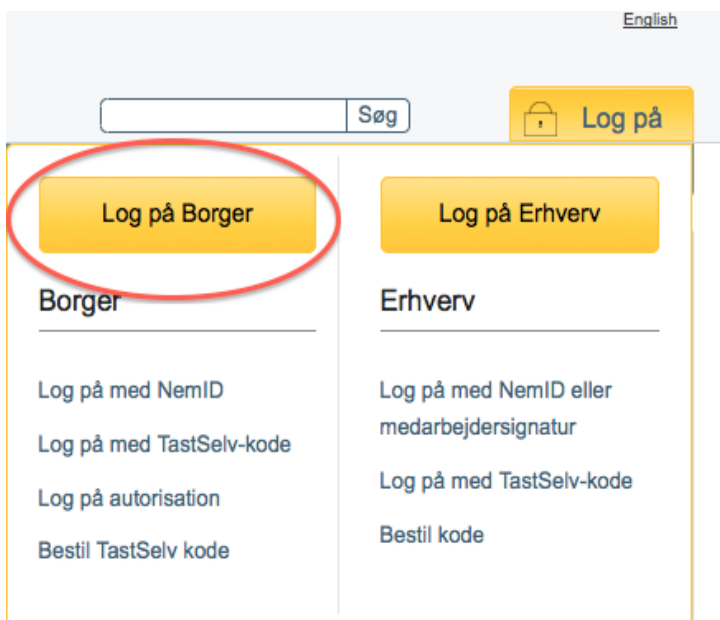 English
Søg
Log på
Log på Borger
Borger
Log på med NemID
Log på med TastSelv-kode
Log på autorisation
Bestil TastSelv kode
Log på Erhverv
Erhverv
Log på med NemID eller
medarbejdersignatur
Log på med TastSelv-kode
Bestil kode